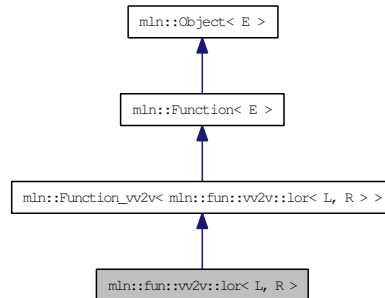 mln::Object< E >
mln::Function< E >
mln::Function_vv2v< mln::fun::vv2v::lor< L, R > >
mln::fun::vv2v::lor< L, R >